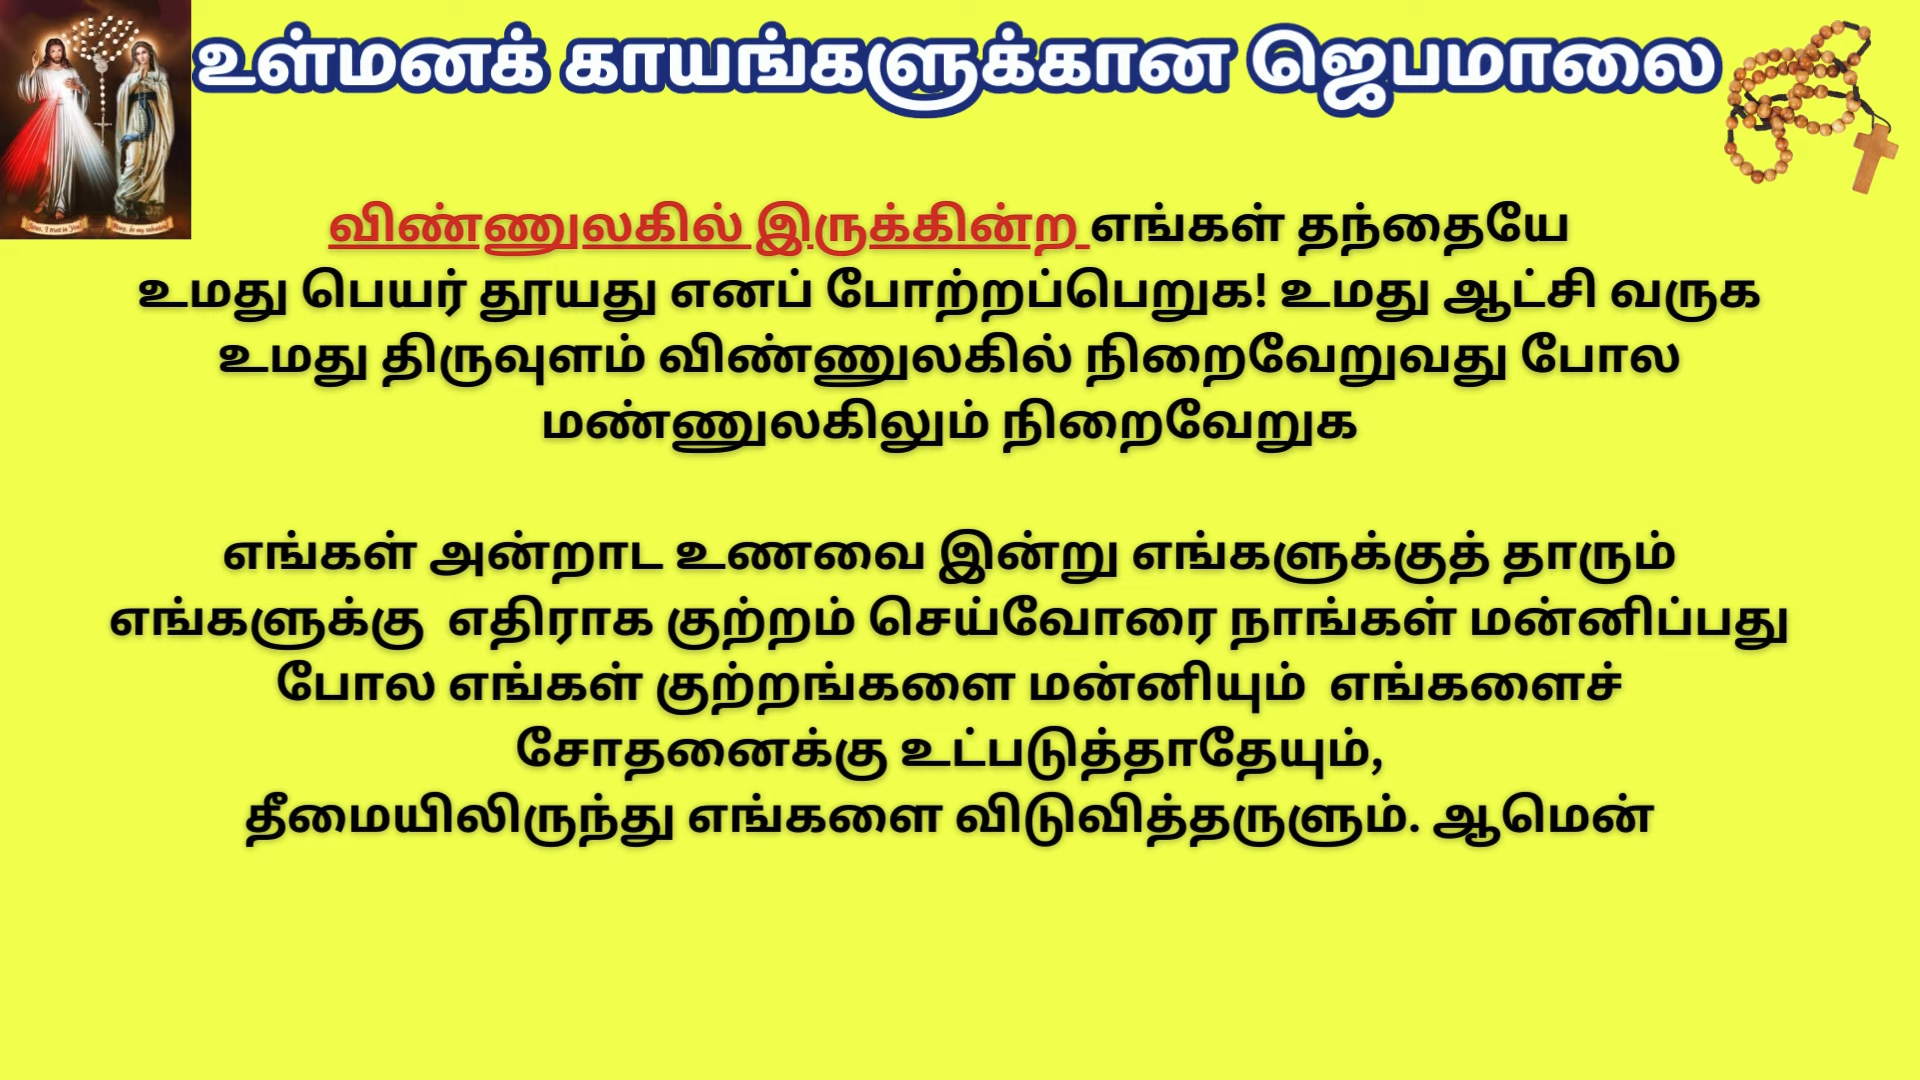 உள்மனக் காயங்களுக்கான ஜெபமாலை
விண்ணுலகில் இருக்கின்ற எங்கள் தந்தையே
உமது பெயர் தூயது எனப் போற்றப்பெறுக! உமது ஆட்சி வருக
உமது திருவுளம் விண்ணுலகில் நிறைவேறுவது போல
மண்ணுலகிலும் நிறைவேறுக
எங்கள் அன்றாட உணவை இன்று எங்களுக்குத் தாரும்
எங்களுக்கு  எதிராக குற்றம் செய்வோரை நாங்கள் மன்னிப்பது
போல எங்கள் குற்றங்களை மன்னியும்  எங்களைச்
சோதனைக்கு உட்படுத்தாதேயும்,
தீமையிலிருந்து எங்களை விடுவித்தருளும். ஆமென்